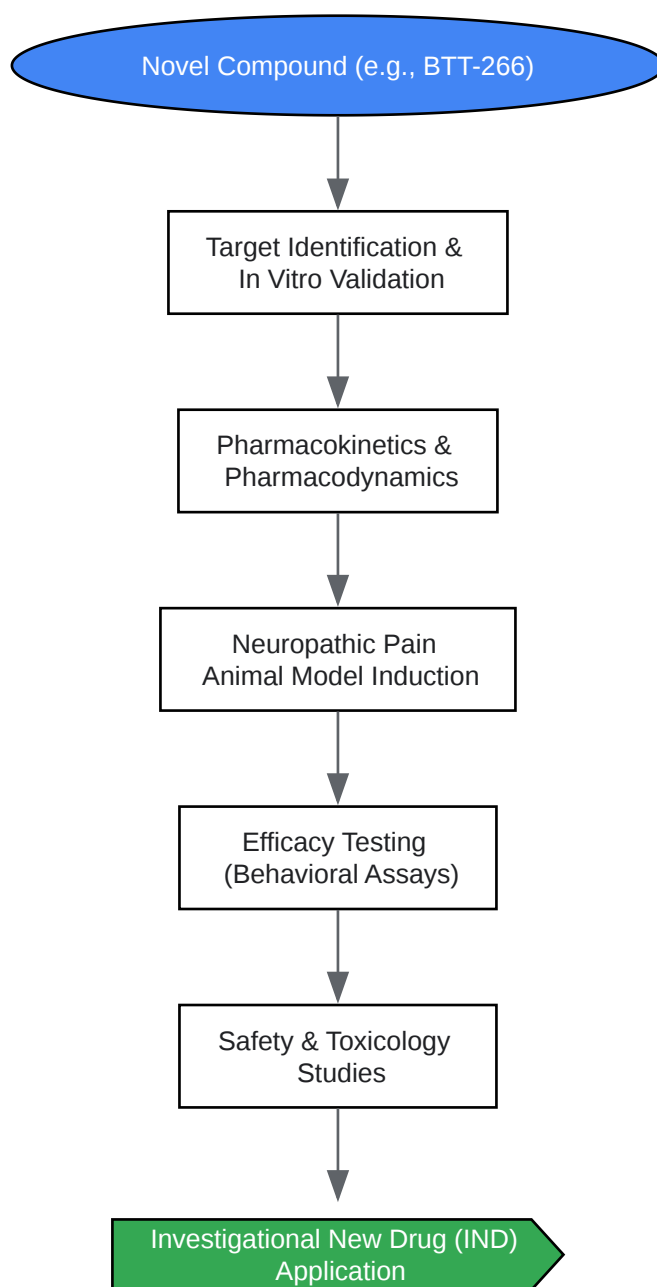 Novel Compound (e.g., BTT-266)
Target Identification &
In Vitro Validation
Pharmacokinetics &
Pharmacodynamics
Neuropathic Pain
Animal Model Induction
Efficacy Testing
(Behavioral Assays)
Safety & Toxicology
Studies
Investigational New Drug (IND)
Application